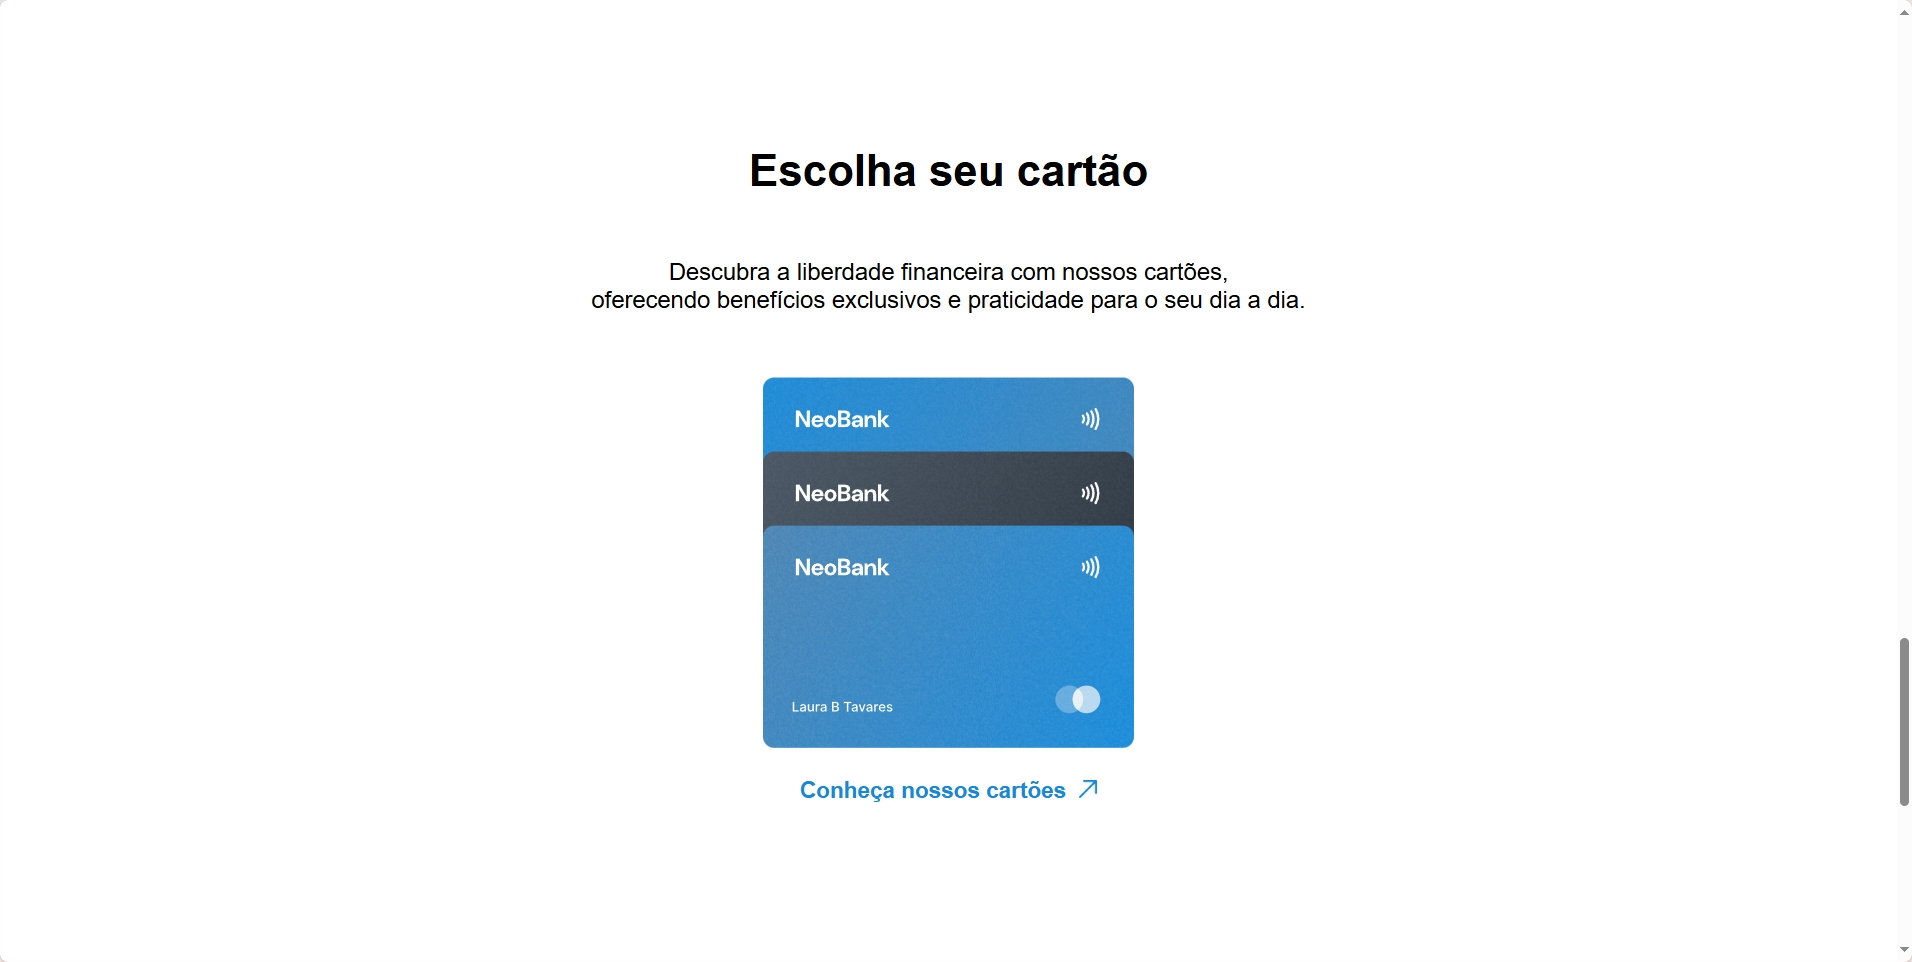 Escolha seu cartão
Descubra a liberdade financeira com nossos cartões,
oferecendo benefícios exclusivos e praticidade para o seu dia a dia.
NeoBank
NeoBank
NeoBank
Laura B Tavares
Conheça nossos cartões